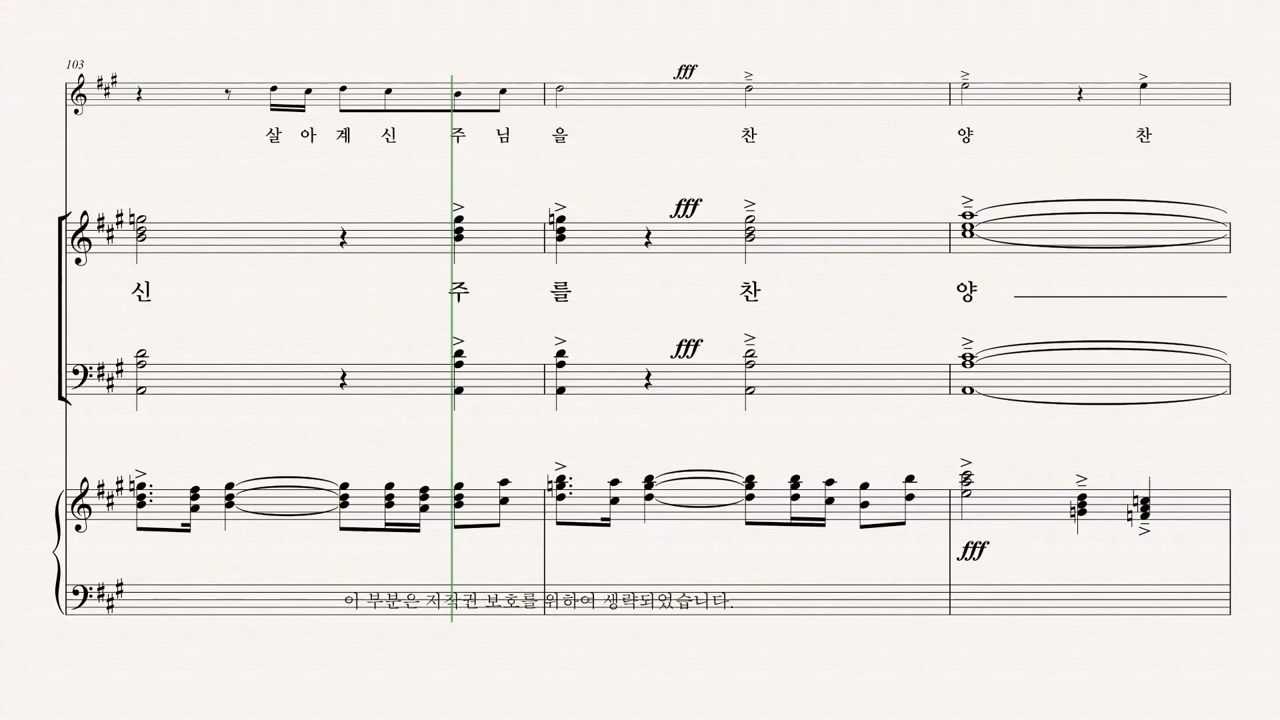 103
fff
살 아 계 신 주 님 을 찬 양 찬
fff
신 주 를 찬 양
fff
fff
이 부분은 저작권 보호를 위하여 생략되었습니다.